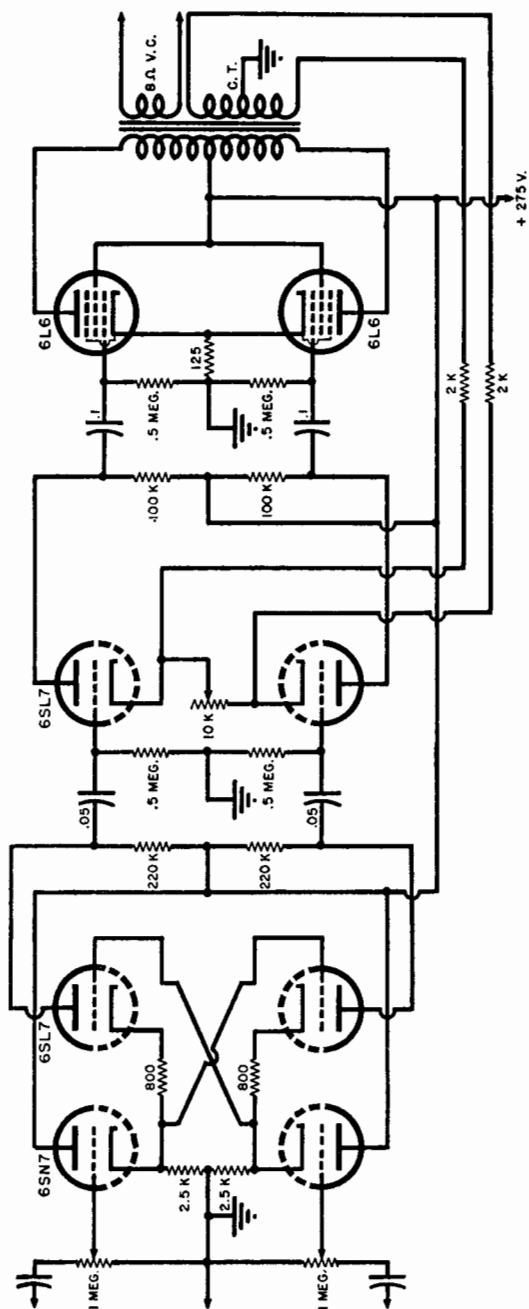 6SN7
6SL7
6SL7
6L6
8Ω V.C.
C.T.
1 MEG.
2.5 K
2.5 K
800
800
220 K
220 K
.05
.05
.5 MEG.
.5 MEG.
10 K
100 K
100 K
.1
.1
.5 MEG.
.5 MEG.
125
1 MEG.
6L6
+ 275 V.
2 K
2 K